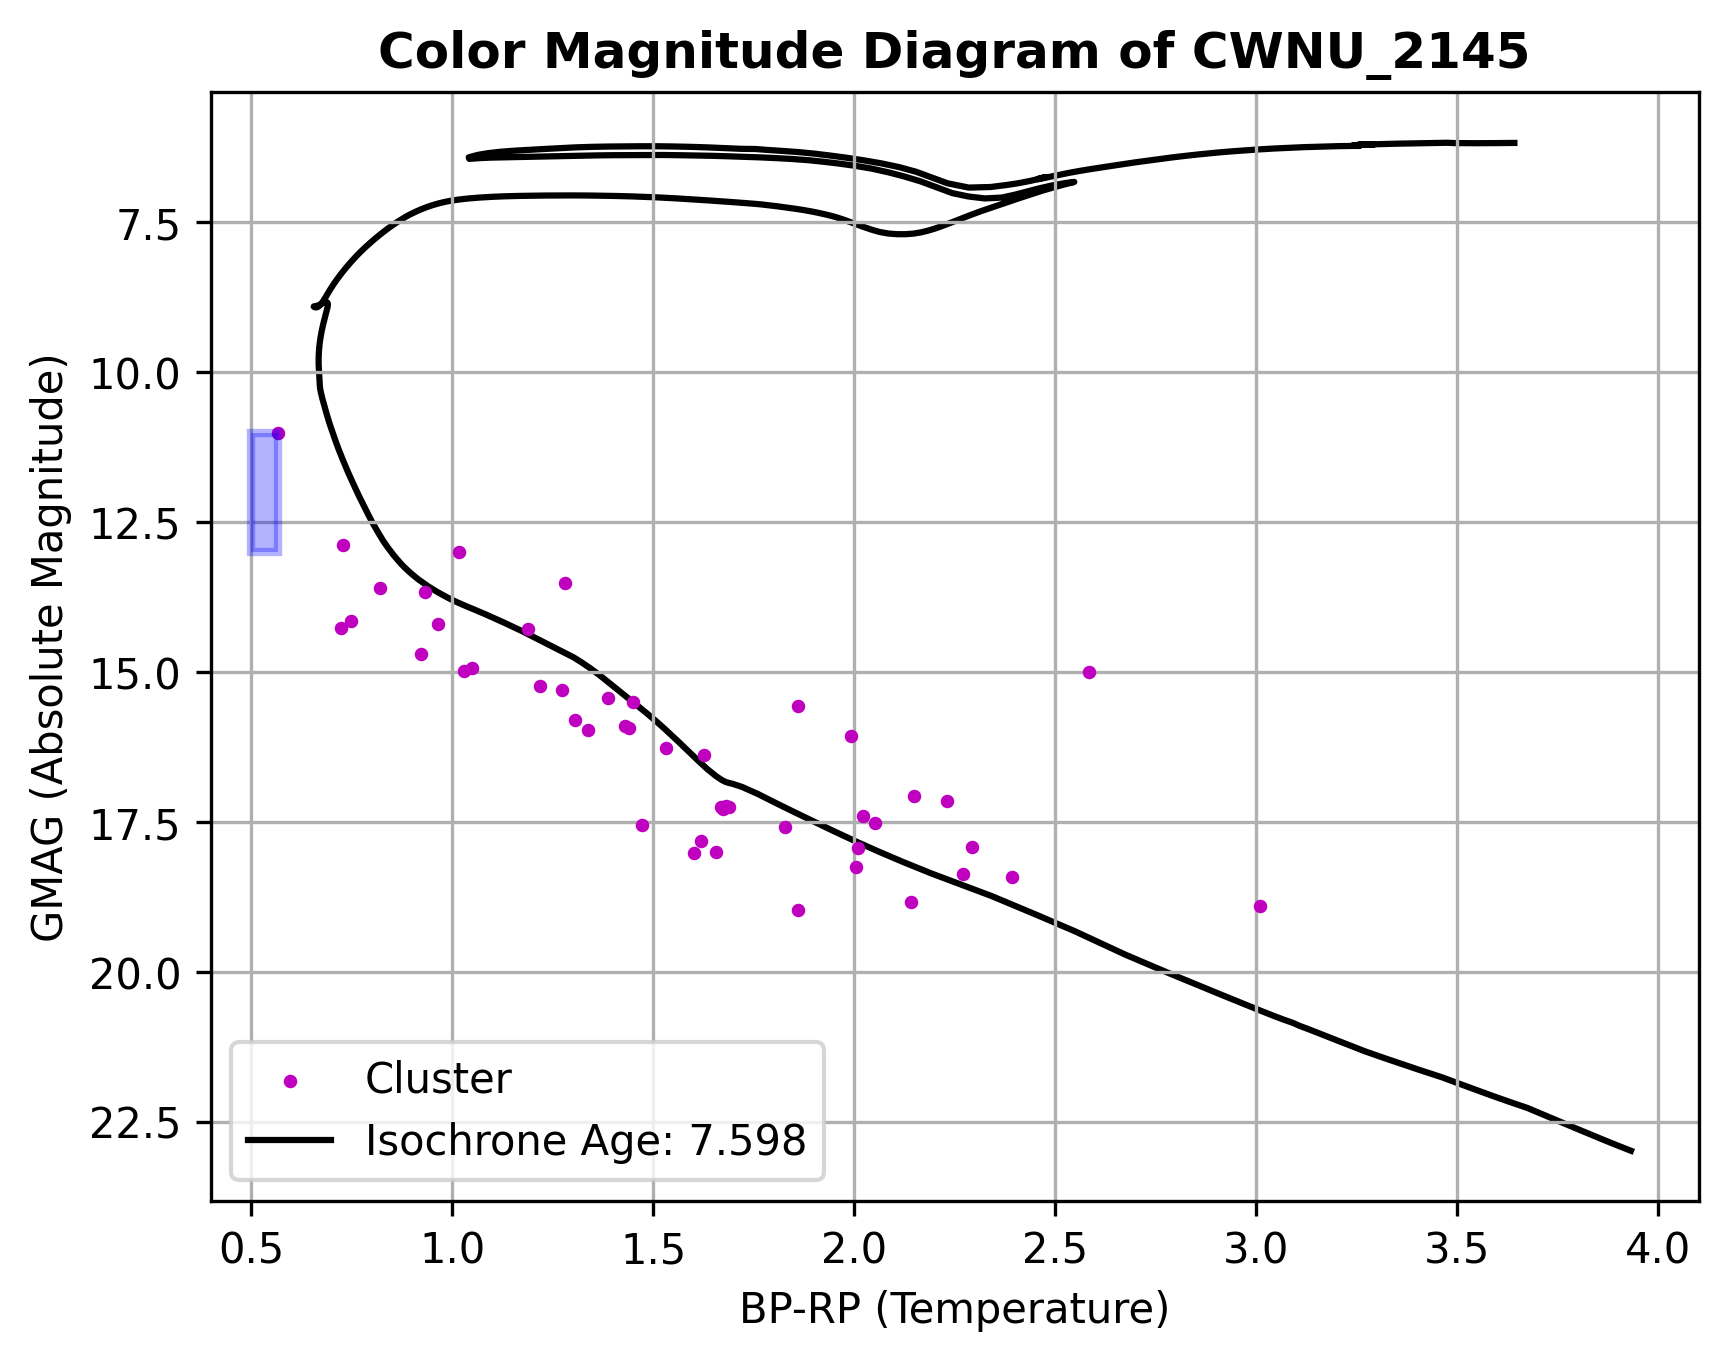 Color Magnitude Diagram of CWNU_2145
GMAG (Absolute Magnitude)
7.5
10.0
12.5
15.0
17.5
20.0
22.5
Cluster
Isochrone Age: 7.598
0.5 1.0 1.5 2.0 2.5 3.0 3.5 4.0
BP-RP (Temperature)